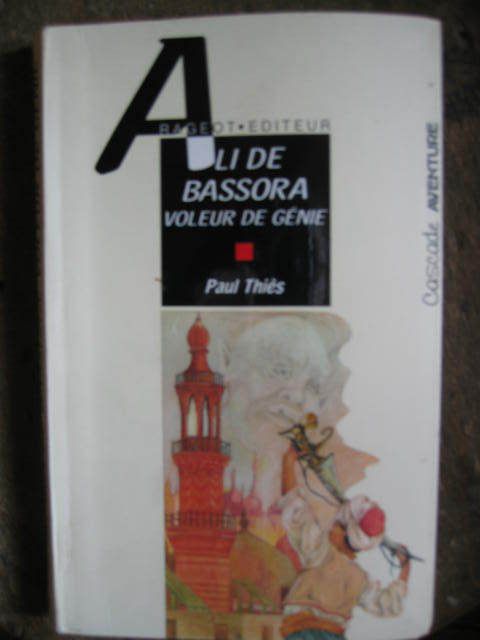 RAGEOT•EDITEUR
ALI DE
BASSORA
VOLEUR DE GÉNIE
Paul Thiès
Cascade AVENTURE